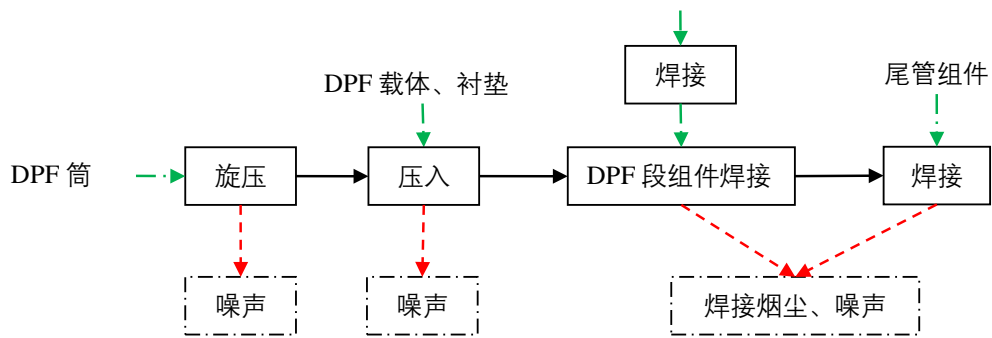 焊接
DPF 载体、衬垫
尾管组件
DPF 筒
旋压
压入
DPF 段组件焊接
焊接
噪声
噪声
焊接烟尘、噪声